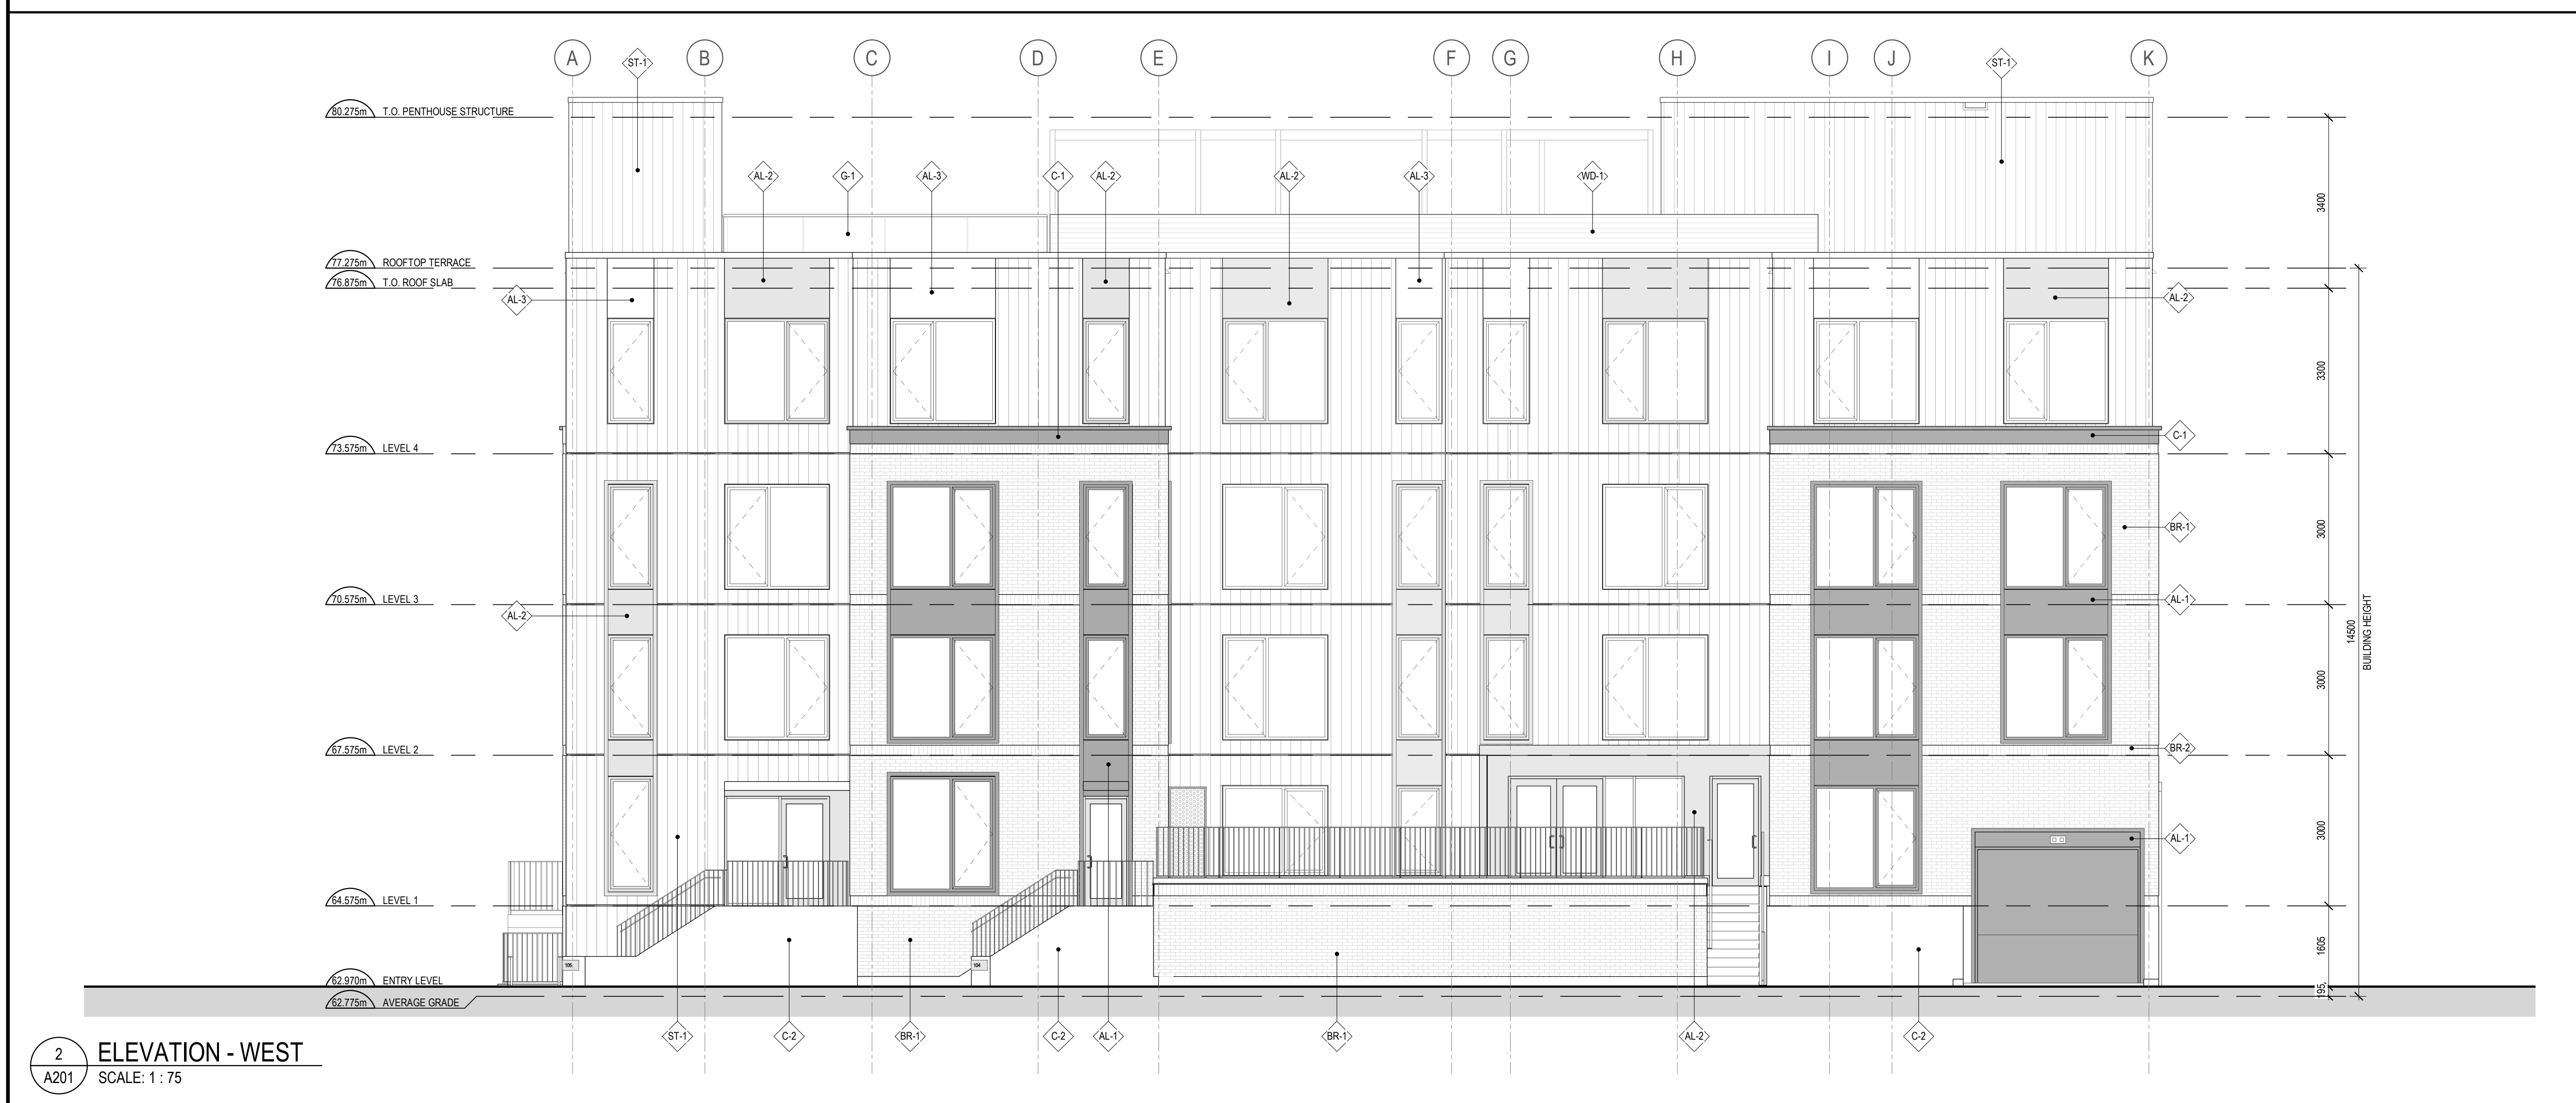 A ST-1 B C D E F G H I J ST-1 K
80.275m T.O. PENTHOUSE STRUCTURE
AL-2 G-1 AL-3 C-1 AL-2 AL-2 AL-3 WD-1
3400
77.275m ROOFTOP TERRACE
76.875m T.O. ROOF SLAB
AL-3 AL-2
3300
73.575m LEVEL 4
C-1
BR-1
3000
70.575m LEVEL 3
AL-1
AL-2
14500
BUILDING HEIGHT
3000
67.575m LEVEL 2
BR-2
3000
AL-1
64.575m LEVEL 1
1605
105 104
62.970m ENTRY LEVEL
195
62.775m AVERAGE GRADE
ST-1 C-2 BR-1 C-2 AL-1 BR-1 AL-2 C-2
2 ELEVATION - WEST
A201 SCALE: 1 : 75